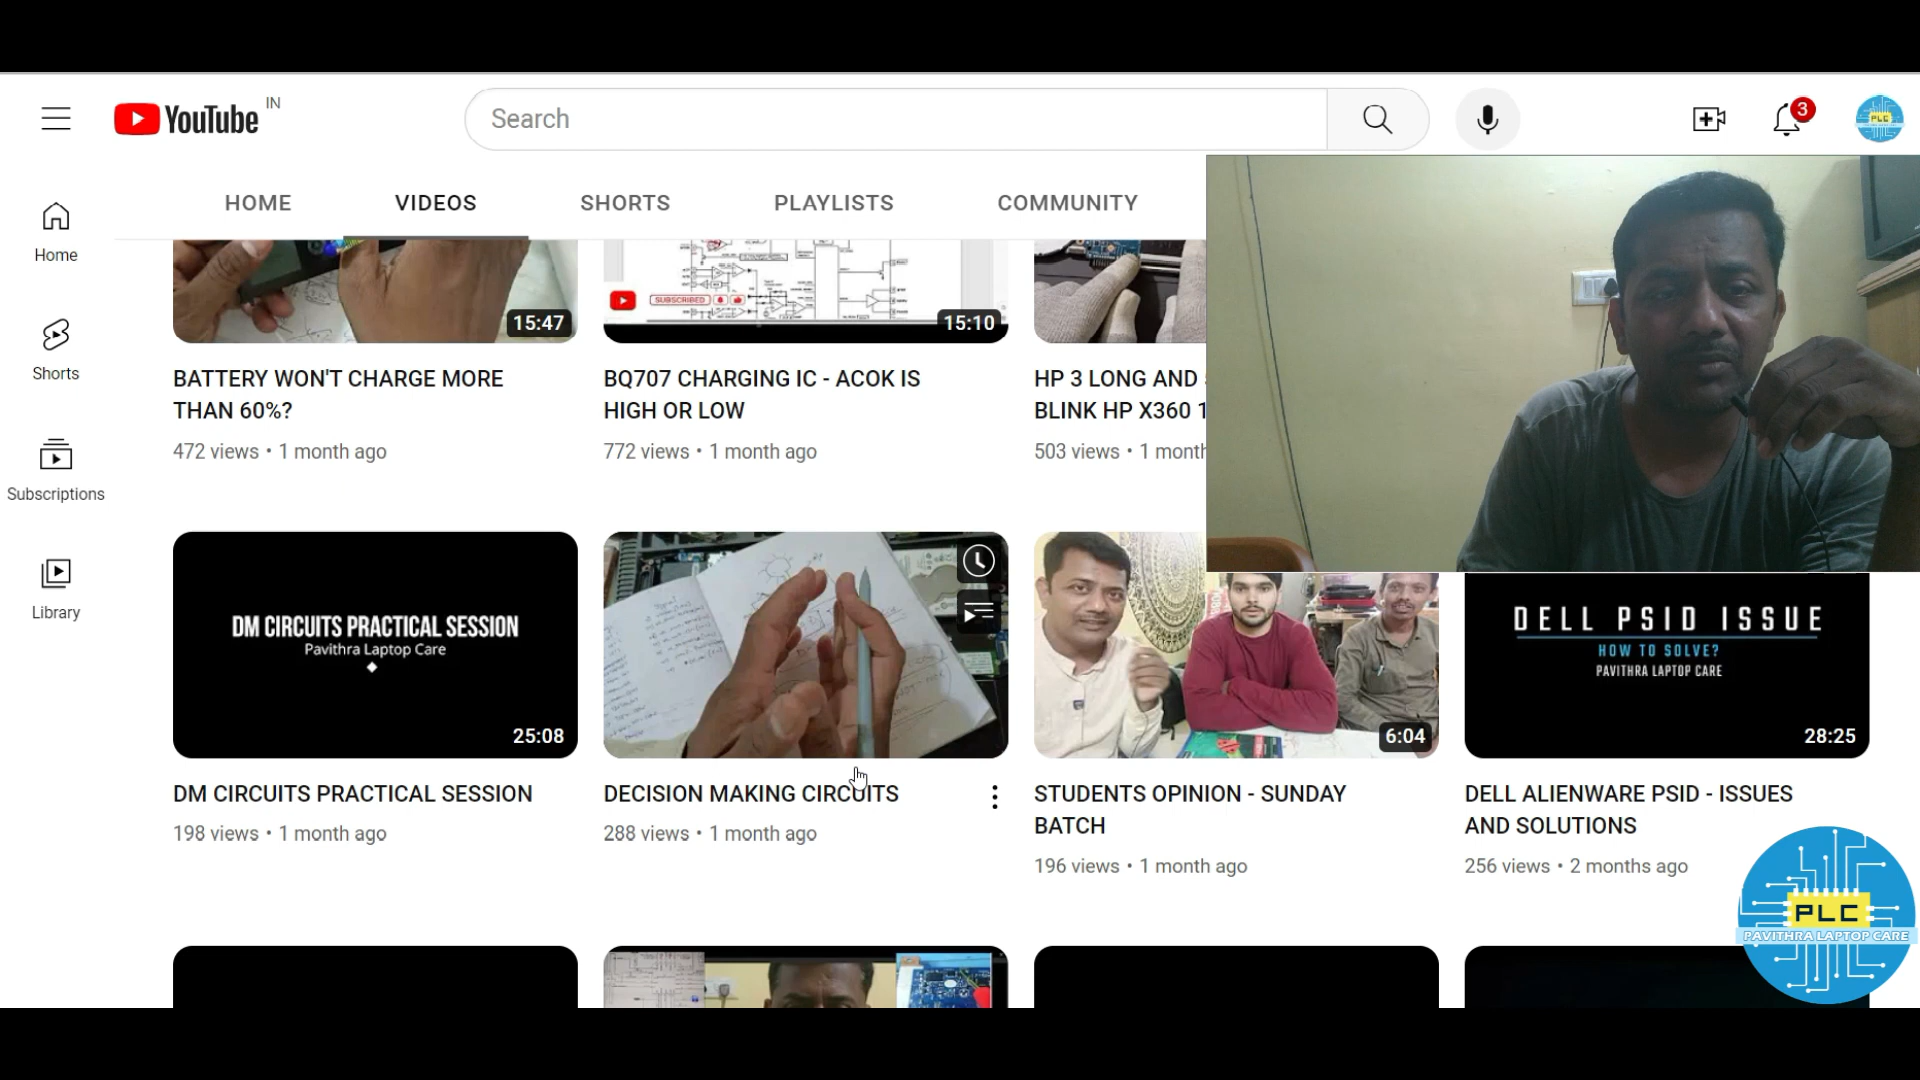 YouTube IN
Search
3
PLC
HOME
VIDEOS
SHORTS
PLAYLISTS
COMMUNITY
Home
Shorts
Subscriptions
Library
SUBSCRIBED
15:47
15:10
BATTERY WON'T CHARGE MORE
THAN 60%?
472 views • 1 month ago
BQ707 CHARGING IC - ACOK IS
HIGH OR LOW
772 views • 1 month ago
HP 3 LONG AND
BLINK HP X360 1
503 views • 1 month
DM CIRCUITS PRACTICAL SESSION
Pavithra Laptop Care
25:08
6:04
DELL PSID ISSUE
HOW TO SOLVE?
PAVITHRA LAPTOP CARE
28:25
DM CIRCUITS PRACTICAL SESSION
198 views • 1 month ago
DECISION MAKING CIRCUITS
288 views • 1 month ago
STUDENTS OPINION - SUNDAY
BATCH
196 views • 1 month ago
DELL ALIENWARE PSID - ISSUES
AND SOLUTIONS
256 views • 2 months ago
PLC
PAVITHRA LAPTOP CARE